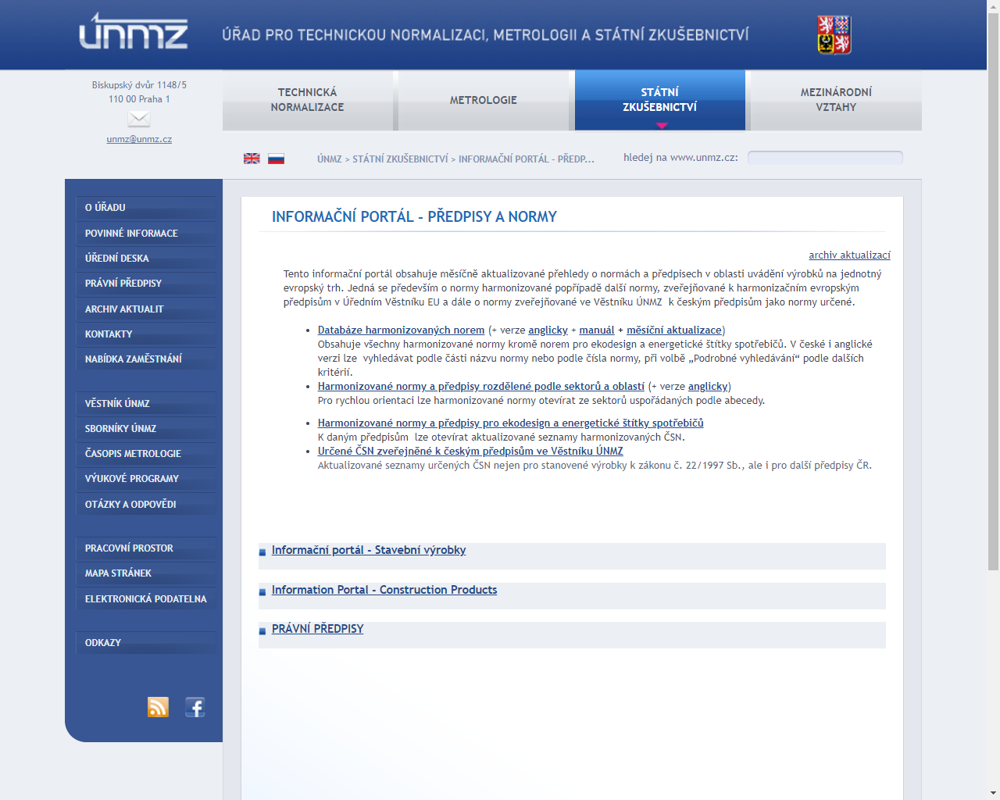 únmz
ÚŘAD PRO TECHNICKOU NORMALIZACI, METROLOGII A STÁTNÍ ZKUŠEBNICTVÍ
Biskupský dvůr 1148/5
110 00 Praha 1
unmz@unmz.cz
TECHNICKÁ
NORMALIZACE
METROLOGIE
STÁTNÍ
ZKUŠEBNICTVÍ
MEZINÁRODNÍ
VZTAHY
ÚNMZ > STÁTNÍ ZKUŠEBNICTVÍ > INFORMAČNÍ PORTÁL - PŘEDP...
hledej na www.unmz.cz:
O ÚŘADU
POVINNÉ INFORMACE
ÚŘEDNÍ DESKA
PRÁVNÍ PŘEDPISY
ARCHIV AKTUALIT
KONTAKTY
NABÍDKA ZAMĚSTNÁNÍ
VĚSTNÍK ÚNMZ
SBORNÍKY ÚNMZ
ČASOPIS METROLOGIE
VÝUKOVÉ PROGRAMY
OTÁZKY A ODPOVĚDI
PRACOVNÍ PROSTOR
MAPA STRÁNEK
ELEKTRONICKÁ PODATELNA
ODKAZY
INFORMAČNÍ PORTÁL - PŘEDPISY A NORMY
archiv aktualizací
Tento informační portál obsahuje měsíčně aktualizované přehledy o normách a předpisech v oblasti uvádění výrobků na jednotný
evropský trh. Jedná se především o normy harmonizované popřípadě další normy, zveřejňované k harmonizačním evropským
předpisům v Úředním Věstníku EU a dále o normy zveřejňované ve Věstníku ÚNMZ  k českým předpisům jako normy určené.
• Databáze harmonizovaných norem (+ verze anglicky + manuál + měsíční aktualizace)
Obsahuje všechny harmonizované normy kromě norem pro ekodesign a energetické štítky spotřebičů. V české i anglické
verzi lze  vyhledávat podle části názvu normy nebo podle čísla normy, při volbě „Podrobné vyhledávání“ podle dalších
kritérií.
• Harmonizované normy a předpisy rozdělené podle sektorů a oblastí (+ verze anglicky)
Pro rychlou orientaci lze harmonizované normy otevírat ze sektorů uspořádaných podle abecedy.
• Harmonizované normy a předpisy pro ekodesign a energetické štítky spotřebičů
K daným předpisům  lze otevírat aktualizované seznamy harmonizovaných ČSN.
• Určené ČSN zveřejněné k českým předpisům ve Věstníku ÚNMZ
Aktualizované seznamy určených ČSN nejen pro stanovené výrobky k zákonu č. 22/1997 Sb., ale i pro další předpisy ČR.
Informační portál - Stavební výrobky
Information Portal - Construction Products
PRÁVNÍ PŘEDPISY